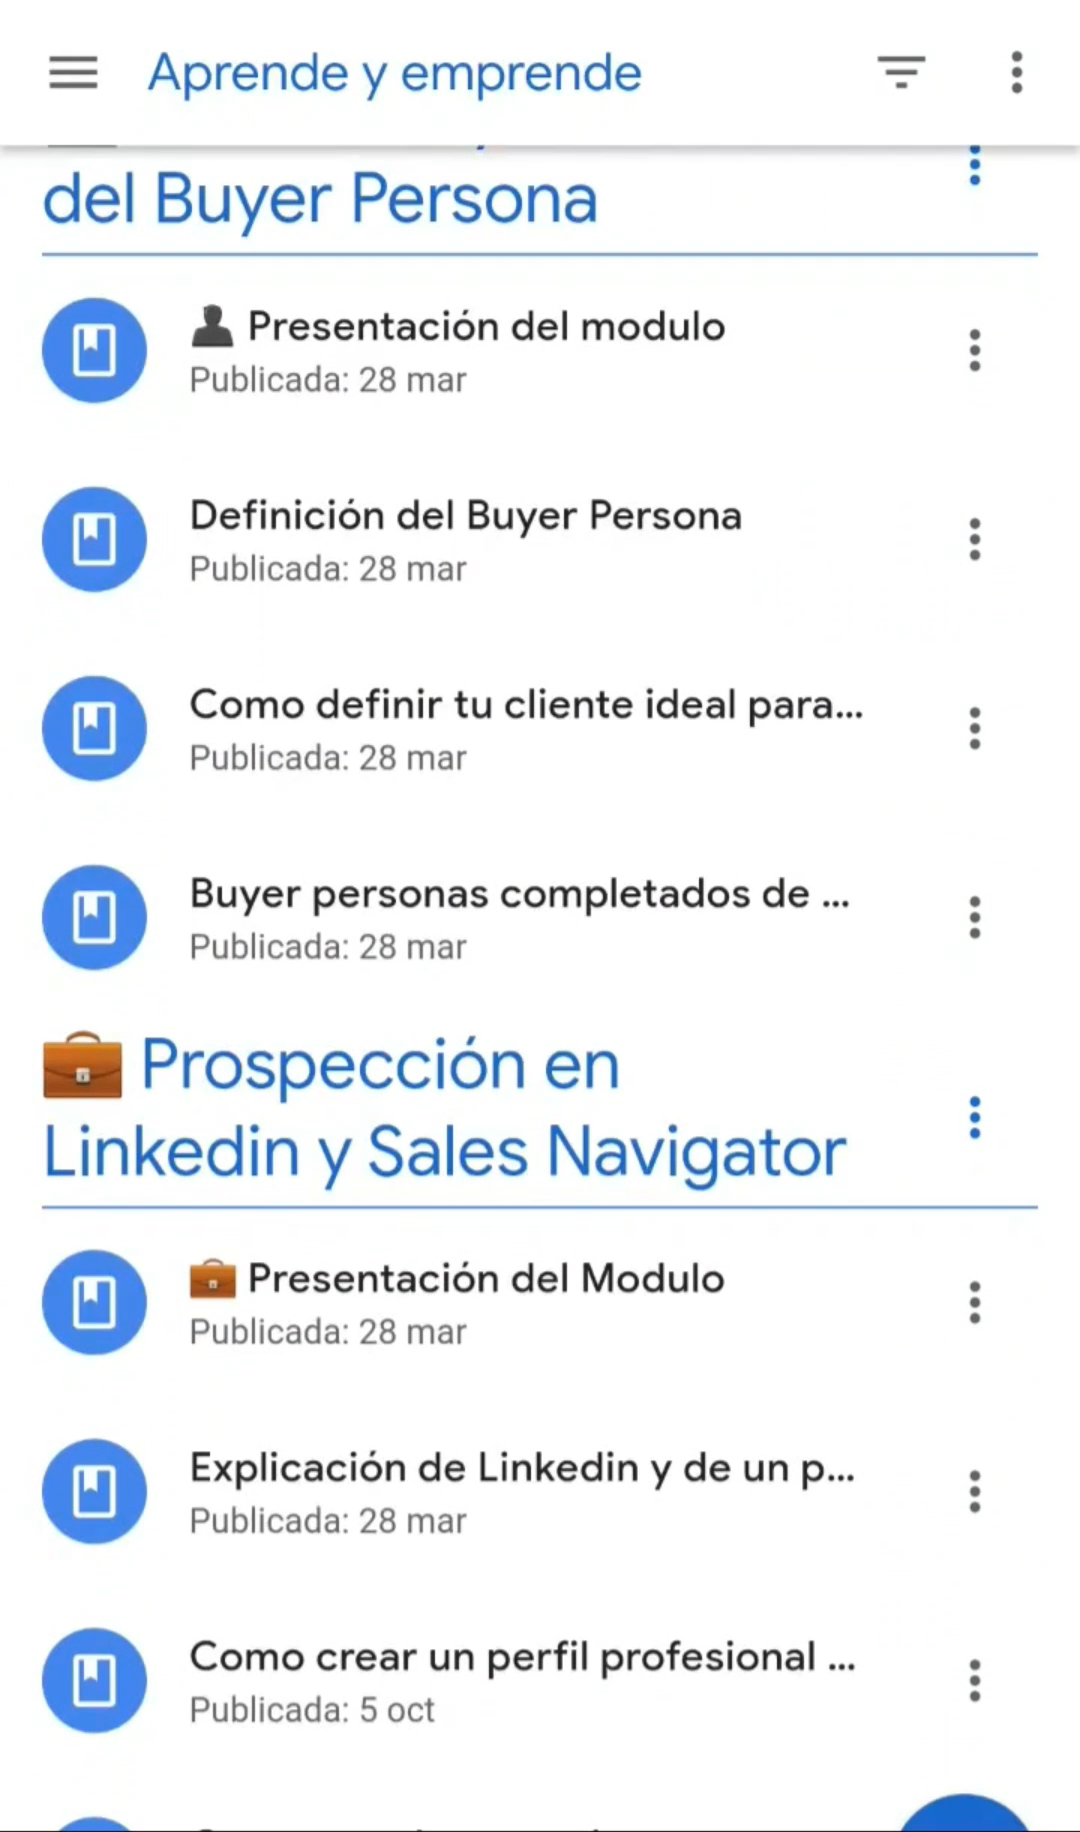 Aprende y emprende
del Buyer Persona
Presentación del modulo
Publicada: 28 mar
Definición del Buyer Persona
Publicada: 28 mar
Como definir tu cliente ideal para...
Publicada: 28 mar
Buyer personas completados de ...
Publicada: 28 mar
Prospección en
Linkedin y Sales Navigator
Presentación del Modulo
Publicada: 28 mar
Explicación de Linkedin y de un p...
Publicada: 28 mar
Como crear un perfil profesional ...
Publicada: 5 oct